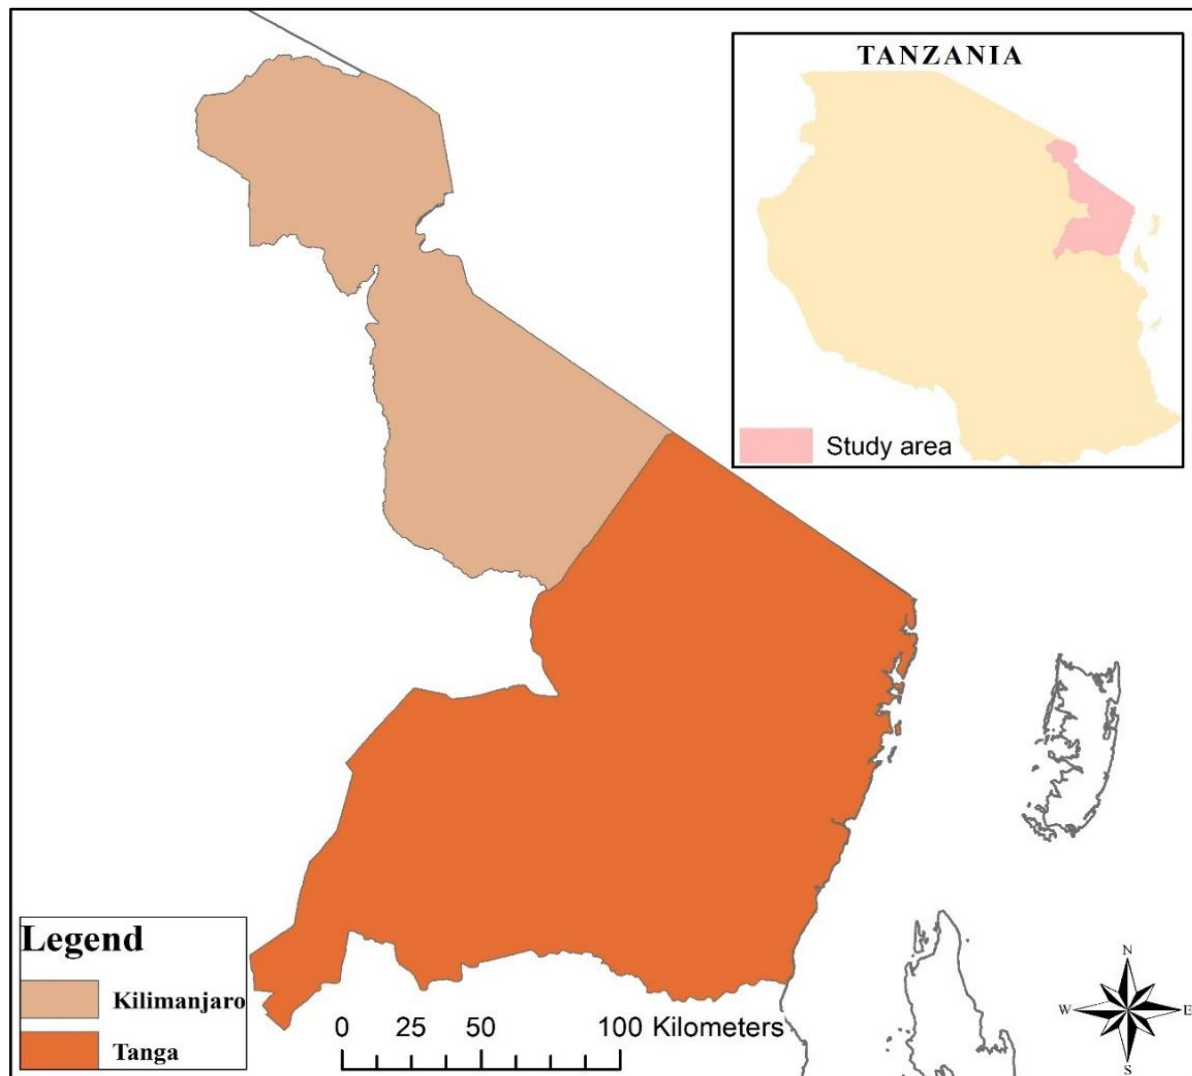 TANZANIA
Study area
Legend
Kilimanjaro
Tanga
0 25 50 100 Kilometers
N
W E
S